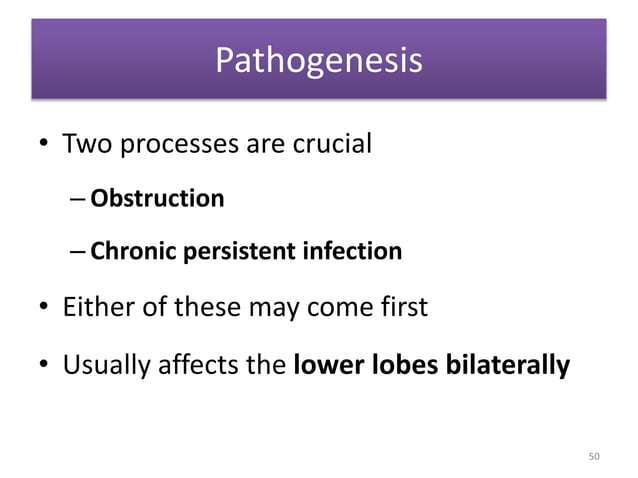 Pathogenesis
• Two processes are crucial
– Obstruction
– Chronic persistent infection
• Either of these may come first
• Usually affects the lower lobes bilaterally
50